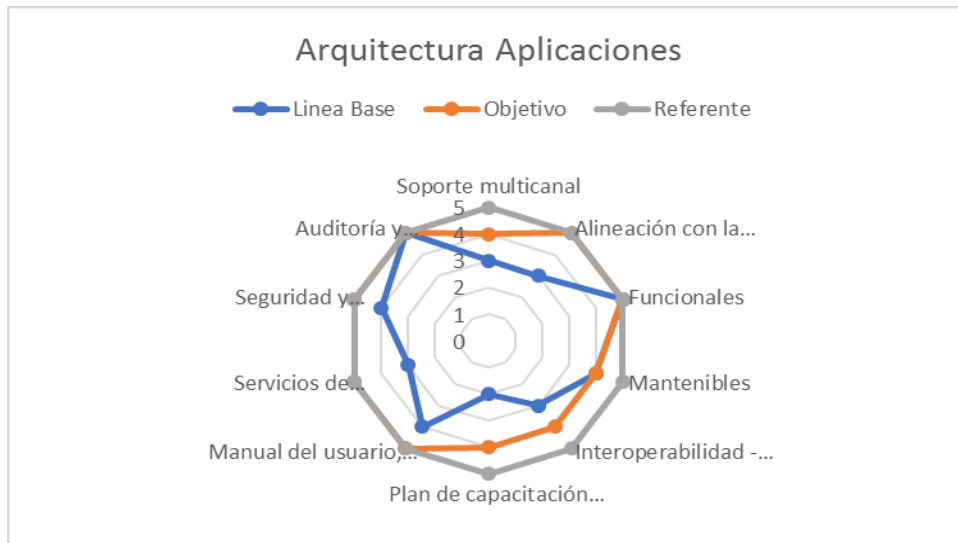 Arquitectura Aplicaciones
Linea Base
Objetivo
Referente
Soporte multicanal
Auditoría y...
Alineación con la...
Seguridad y...
Funcionales
Servicios de...
Mantenibles
Manual del usuario,...
Interoperabilidad -...
Plan de capacitación...
5
4
3
2
1
0